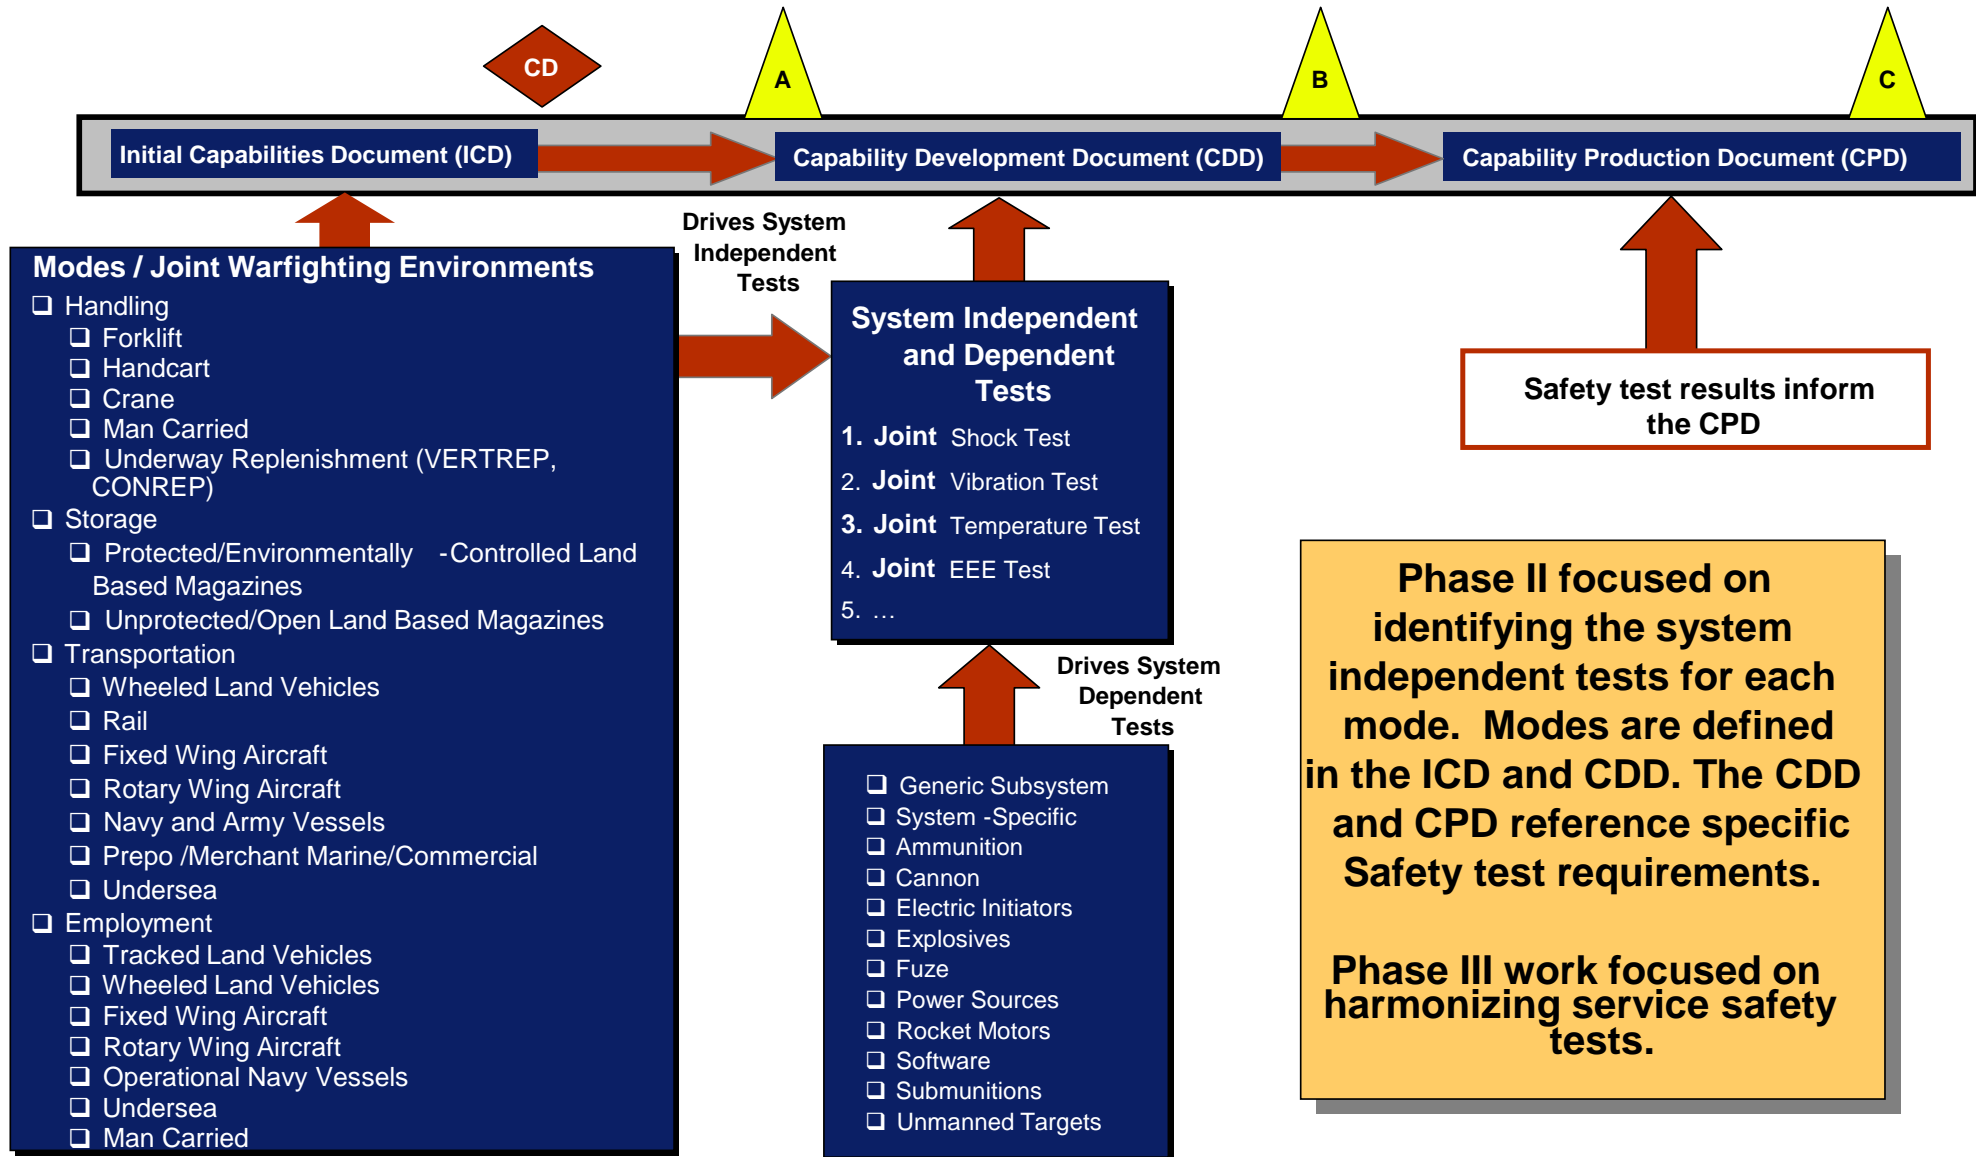 CD
A
B
C
Initial Capabilities Document (ICD)
Capability Development Document (CDD)
Capability Production Document (CPD)
Modes / Joint Warfighting Environments
Handling
Forklift
Handcart
Crane
Man Carried
Underway Replenishment (VERTREP,
CONREP)
Storage
Protected/Environmentally -Controlled Land
Based Magazines
Unprotected/Open Land Based Magazines
Transportation
Wheeled Land Vehicles
Rail
Fixed Wing Aircraft
Rotary Wing Aircraft
Navy and Army Vessels
Prepo /Merchant Marine/Commercial
Undersea
Employment
Tracked Land Vehicles
Wheeled Land Vehicles
Fixed Wing Aircraft
Rotary Wing Aircraft
Operational Navy Vessels
Undersea
Man Carried
Drives System
Independent
Tests
System Independent
and Dependent
Tests
1. Joint Shock Test
2. Joint Vibration Test
3. Joint Temperature Test
4. Joint EEE Test
5. …
Drives System
Dependent
Tests
Generic Subsystem
System -Specific
Ammunition
Cannon
Electric Initiators
Explosives
Fuze
Power Sources
Rocket Motors
Software
Submunitions
Unmanned Targets
Safety test results inform
the CPD
Phase II focused on
identifying the system
independent tests for each
mode. Modes are defined
in the ICD and CDD. The CDD
and CPD reference specific
Safety test requirements.
Phase III work focused on
harmonizing service safety
tests.